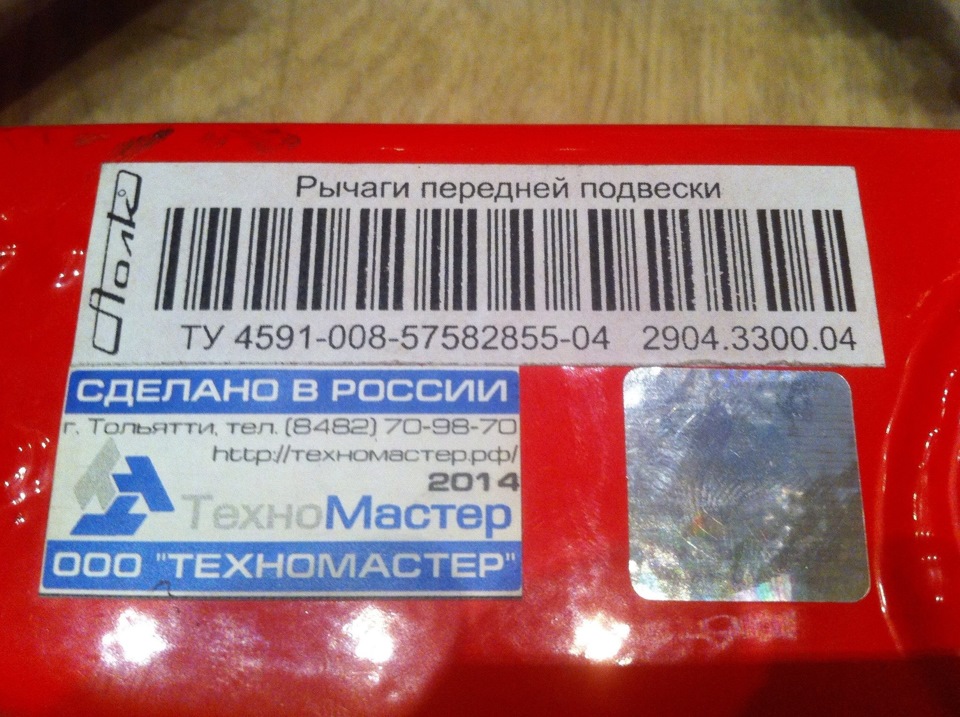 Рычаги передней подвески
Полк
ТУ 4591-008-57582855-04 2904.3300.04
СДЕЛАНО В РОССИИ
г. Тольятти, тел. (8482) 70-98-70
http://техномастер.рф/
2014
ТехноМастер
ООО "ТЕХНОМАСТЕР"